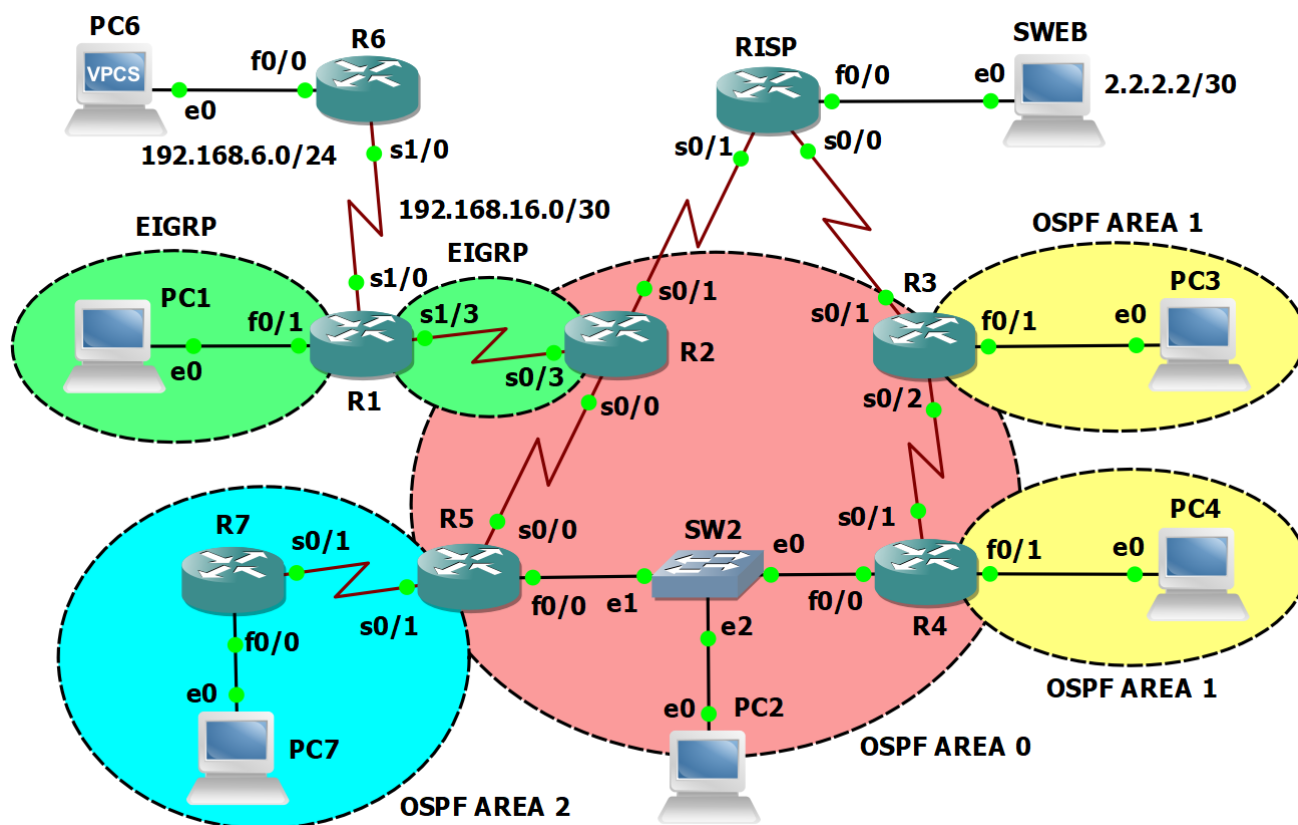 PC6
R6
RISP
SWEB
VPCS
f0/0
e0
f0/0
e0
2.2.2.2/30
192.168.6.0/24
s1/0
s0/1
s0/0
192.168.16.0/30
EIGRP
EIGRP
OSPF AREA 1
PC1
s1/0
s0/1
R3
PC3
f0/1
s1/3
s0/1
f0/1
e0
e0
s0/3
R2
R1
s0/0
s0/2
R7
R5
s0/0
SW2
s0/1
PC4
s0/1
e0
f0/1
e0
s0/1
f0/0
e1
f0/0
R4
f0/0
e2
e0
e0
PC2
OSPF AREA 1
PC7
OSPF AREA 0
OSPF AREA 2